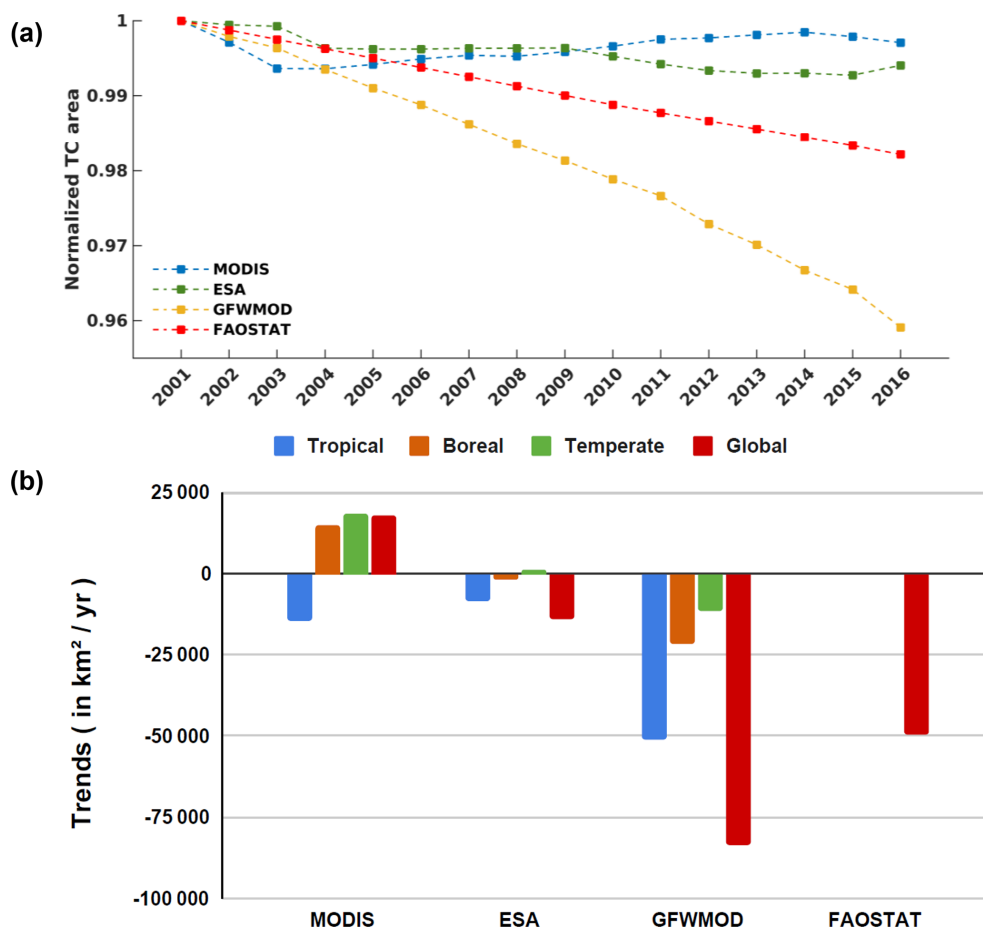 (a)
Normalized TC area
1
0.99
0.98
0.97
0.96
MODIS
ESA
GFWMOD
FAOSTAT
2001 2002 2003 2004 2005 2006 2007 2008 2009 2010 2011 2012 2013 2014 2015 2016
Tropical Boreal Temperate Global
(b)
Trends ( in km² / yr )
25 000
0
-25 000
-50 000
-75 000
-100 000
MODIS ESA GFWMOD FAOSTAT